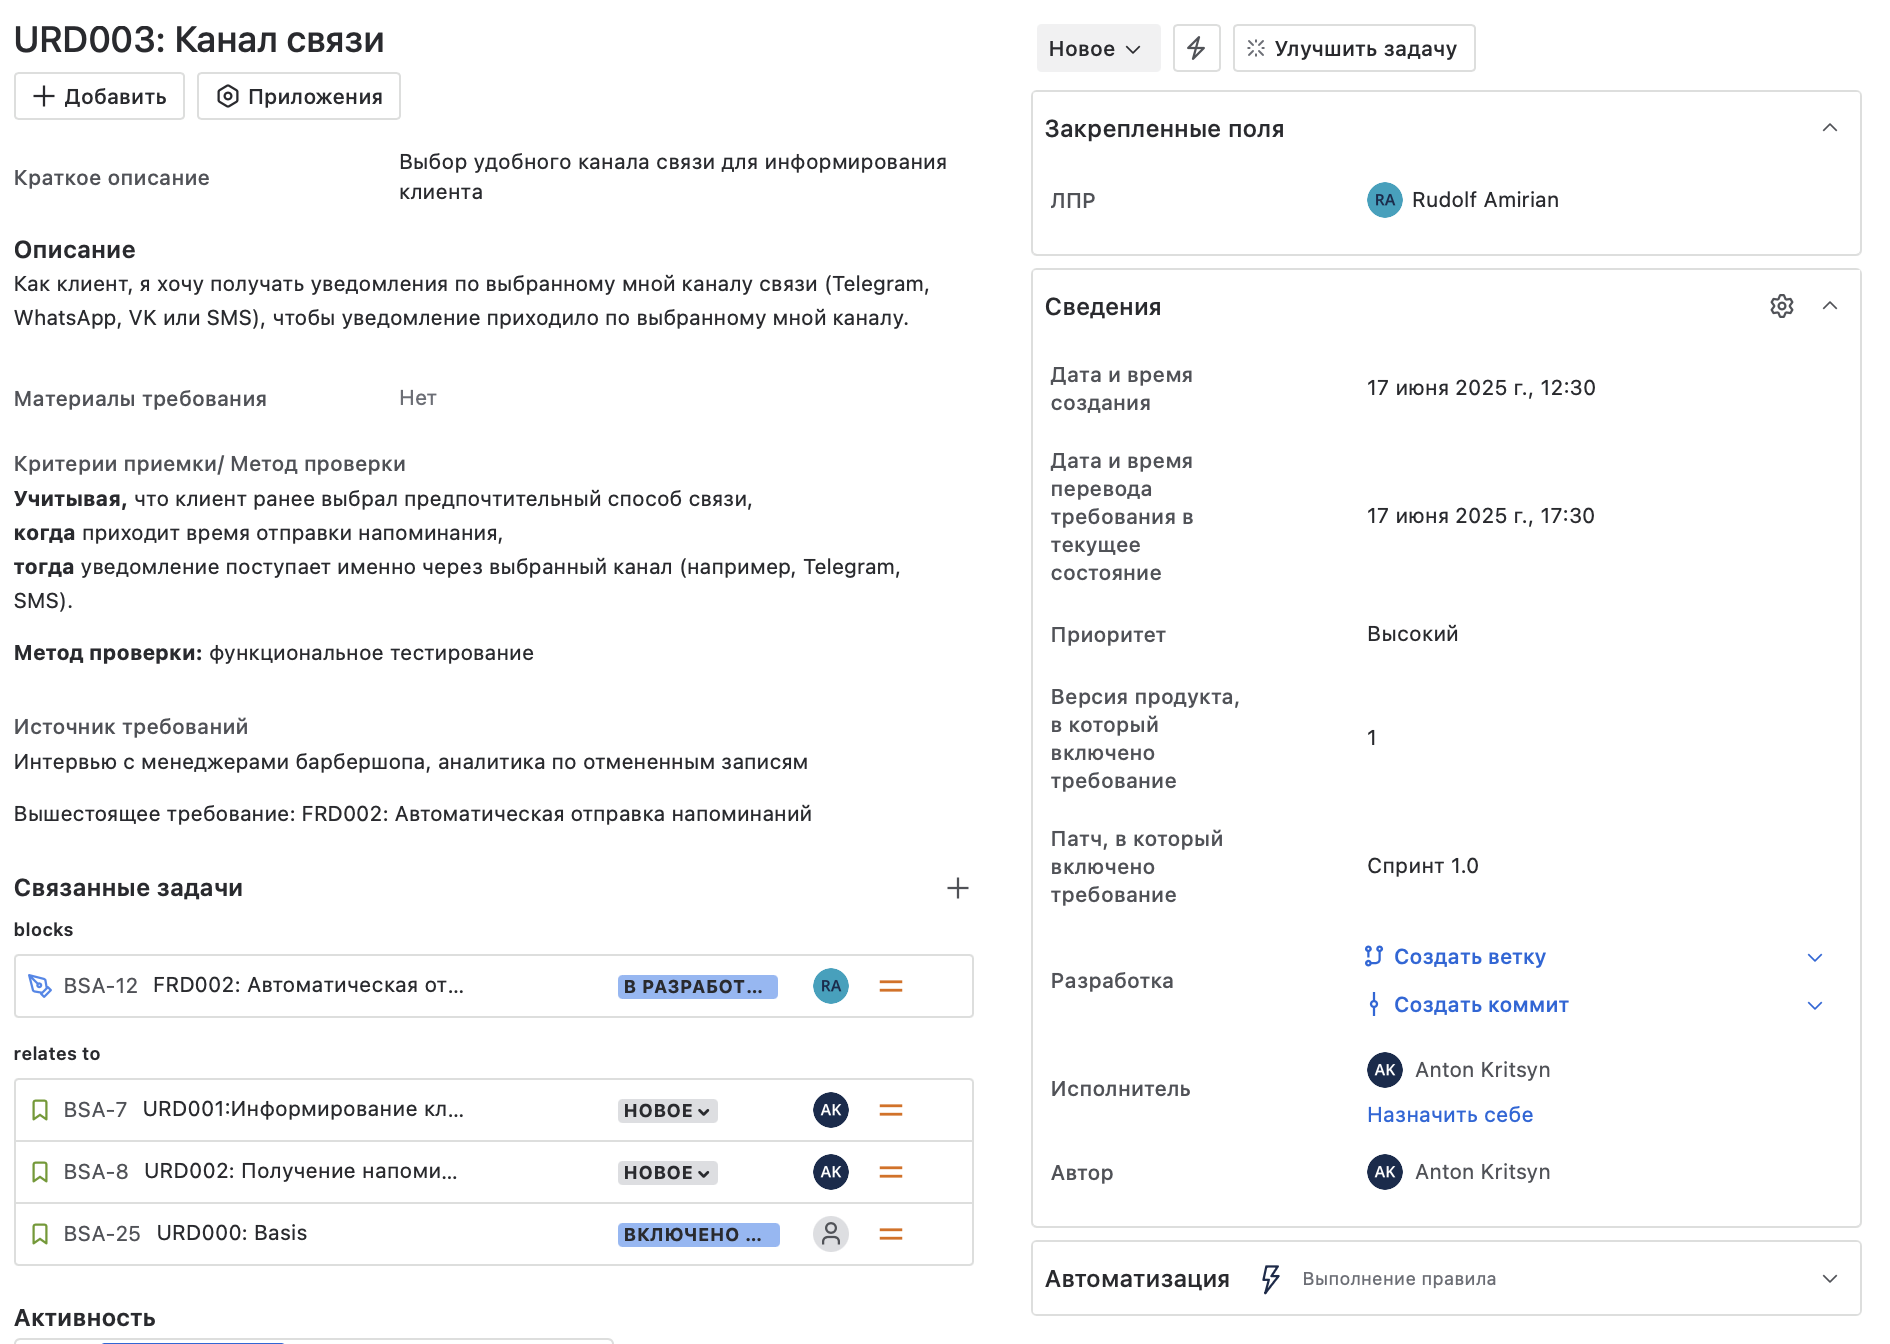 URD003: Канал связи
Добавить
Приложения
Краткое описание
Выбор удобного канала связи для информирования
клиента
Описание
Как клиент, я хочу получать уведомления по выбранному мной каналу связи (Telegram,
WhatsApp, VK или SMS), чтобы уведомление приходило по выбранному мной каналу.
Материалы требования
Нет
Критерии приемки/ Метод проверки
Учитывая, что клиент ранее выбрал предпочтительный способ связи,
когда приходит время отправки напоминания,
тогда уведомление поступает именно через выбранный канал (например, Telegram,
SMS).
Метод проверки: функциональное тестирование
Источник требований
Интервью с менеджерами барбершопа, аналитика по отмененным записям
Вышестоящее требование: FRD002: Автоматическая отправка напоминаний
Связанные задачи
blocks
BSA-12 FRD002: Автоматическая от... В РАЗРАБОТ... RA
relates to
BSA-7 URD001:Информирование кл... НОВОЕ AK
BSA-8 URD002: Получение напоми... НОВОЕ AK
BSA-25 URD000: Basis ВКЛЮЧЕНО ...
Активность
Новое
Улучшить задачу
Закрепленные поля
ЛПР
RA Rudolf Amirian
Сведения
Дата и время
создания
17 июня 2025 г., 12:30
Дата и время
перевода
требования в
текущее
состояние
17 июня 2025 г., 17:30
Приоритет
Высокий
Версия продукта,
в который
включено
требование
1
Патч, в который
включено
требование
Спринт 1.0
Разработка
Создать ветку
Создать коммит
Исполнитель
AK Anton Kritsyn
Назначить себе
Автор
AK Anton Kritsyn
Автоматизация
Выполнение правила